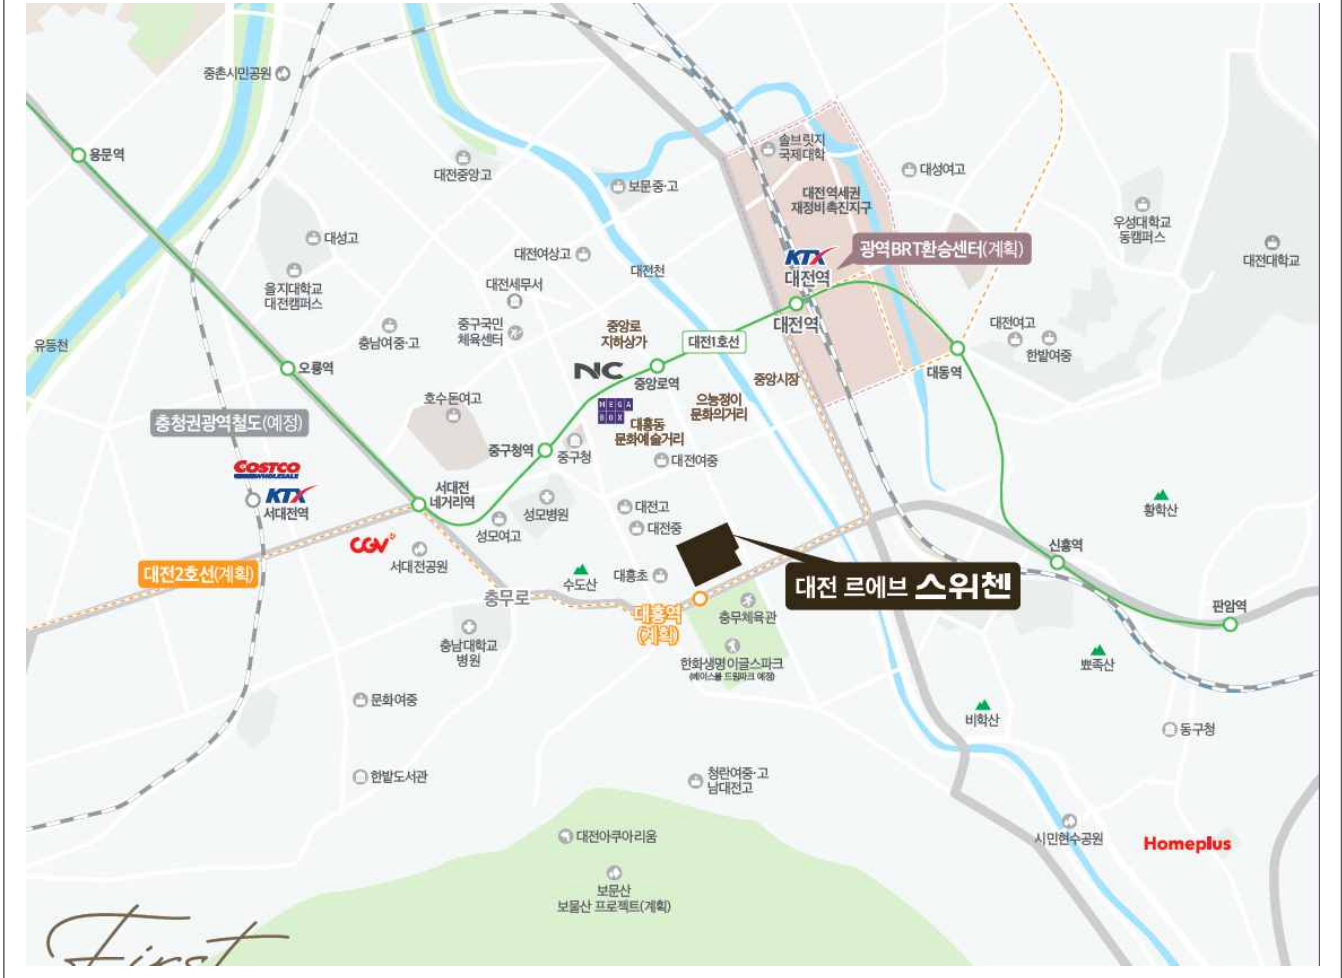 중촌시민공원
용문역
대전중앙고
보문중·고
솔브릿지
국제대학
대성여고
대전역세권
재정비촉진지구
우성대학교
동캠퍼스
대전대학교
대성고
을지대학교
대전캠퍼스
대전여상고
대전천
KTX
대전역
광역BRT환승센터(계획)
대전세무서
중구국민
체육센터
중앙로
지하상가
대전1호선
대전역
대전여고
한밭여중
유등천
충남여중·고
오룡역
NC
중앙로역
중앙시장
대동역
호수돈여고
MEGA
BOX
대흥동
문화예술거리
으능정이
문화의거리
충청권광역철도(예정)
중구청역
중구청
대전여중
COSTCO
WHOLESALE
KTX
서대전역
서대전
네거리역
성모병원
성모여고
대전고
대전중
황학산
CGV
서대전공원
대전2호선(계획)
수도산
대흥초
충무로
대흥역
(계획)
충무체육관
대전 르에브 스위첸
신흥역
판암역
충남대학교
병원
한화생명이글스파크
(베이스볼 드림파크 예정)
뾰족산
문화여중
비학산
동구청
한밭도서관
청란여중·고
남대전고
대전아쿠아리움
시민현수공원
Homeplus
보문산
보물산 프로젝트(계획)
First